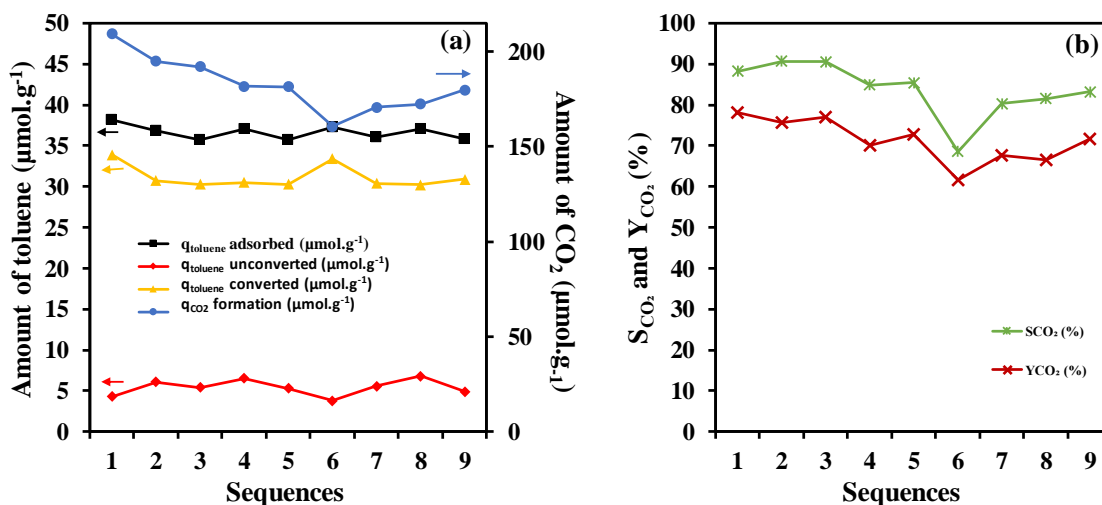 (a)
Amount of toluene (µmol.g-1)
50
45
40
35
30
25
20
15
10
5
0
1 2 3 4 5 6 7 8 9
Sequences
qtoluene adsorbed (µmol.g-1)
qtoluene unconverted (µmol.g-1)
qtoluene converted (µmol.g-1)
qCO2 formation (µmol.g-1)
200
150
100
50
0
Amount of CO2 (µmol.g-1)
(b)
SCO2 and YCO2 (%)
100
90
80
70
60
50
40
30
20
10
0
1 2 3 4 5 6 7 8 9
Sequences
SCO₂ (%)
YCO₂ (%)